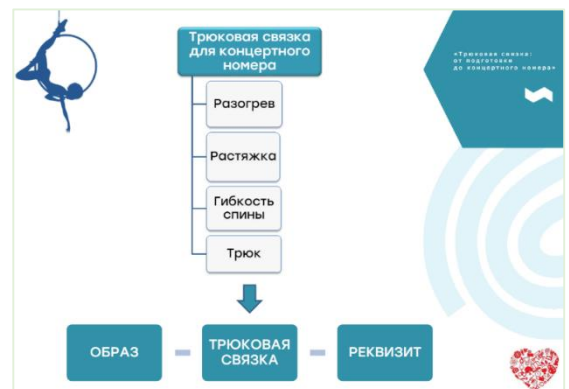 Трюковая связка
для концертного
номера
«Трюковая связка:
от подготовки
до концертного номера»
Разогрев
Растяжка
Гибкость
спины
Трюк
ОБРАЗ
ТРЮКОВАЯ
СВЯЗКА
РЕКВИЗИТ